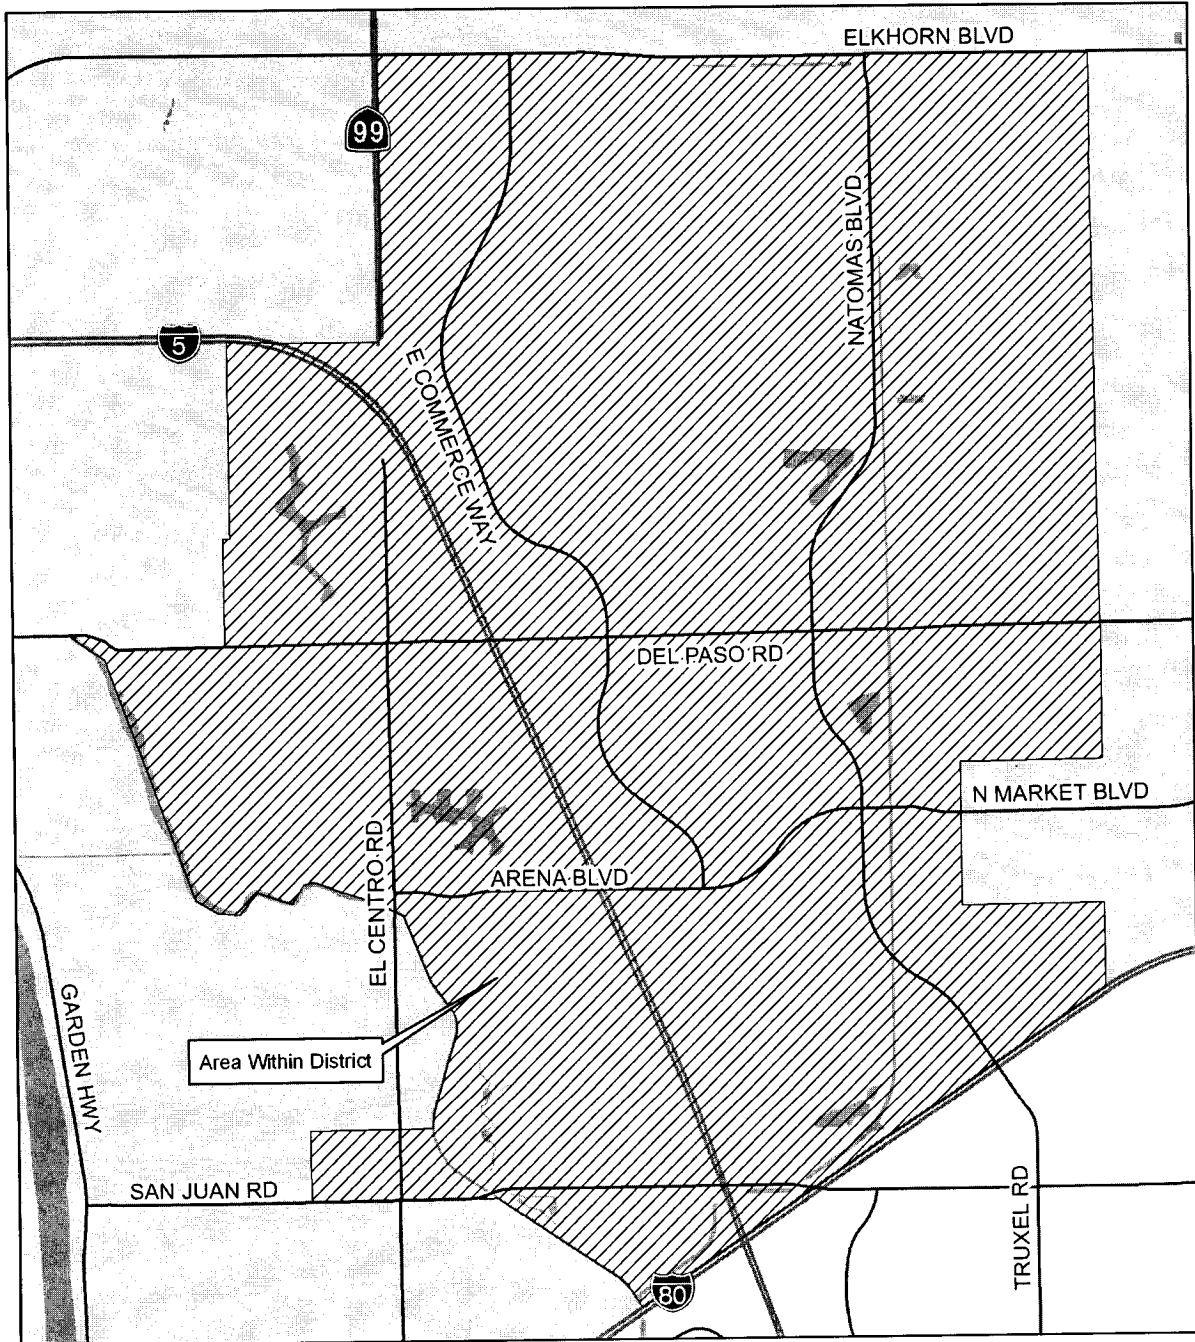 ELKHORN BLVD
99
NATOMAS BLVD
5
E COMMERCE WAY
DEL PASO RD
N MARKET BLVD
EL CENTRO RD
ARENA BLVD
GARDEN HWY
Area Within District
SAN JUAN RD
TRUXEL RD
80